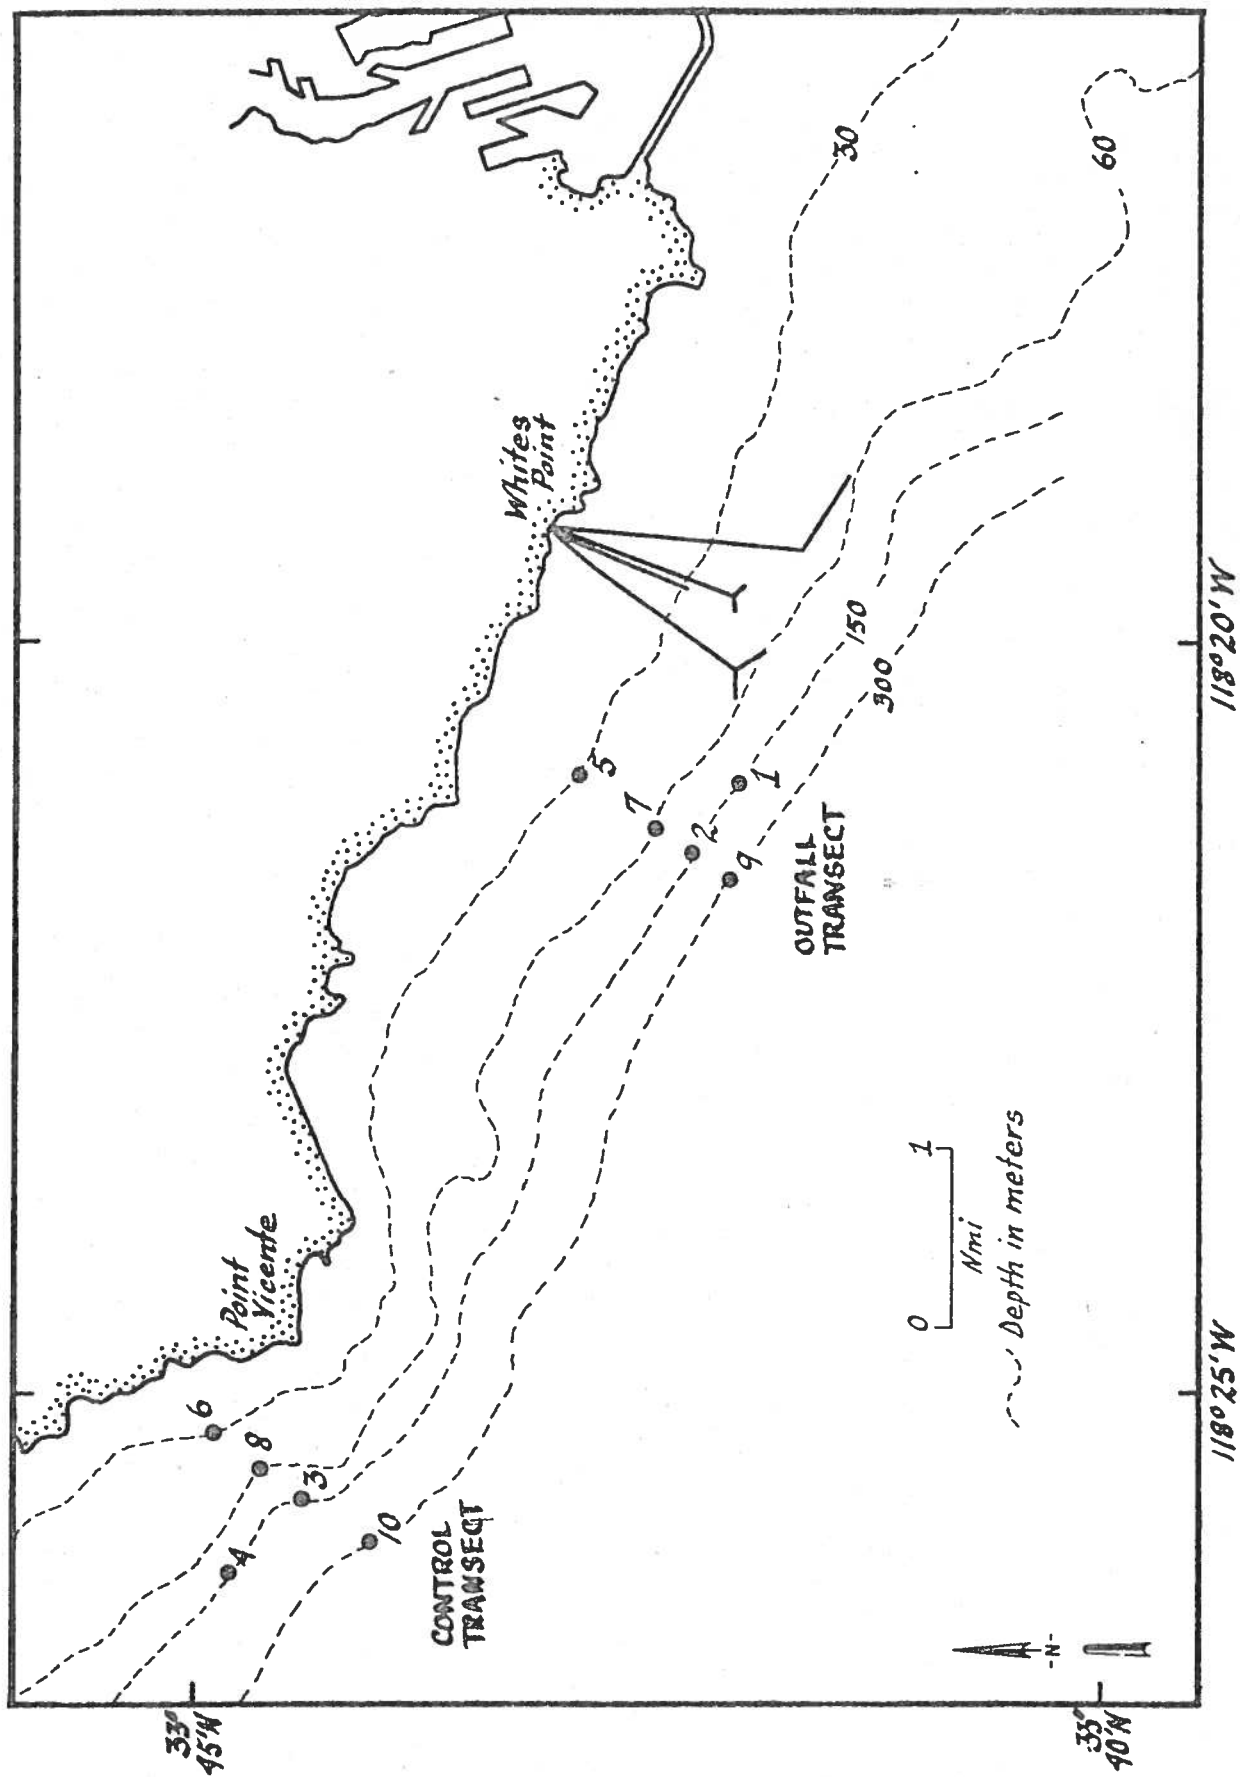 Point
Vicente
Whites
Point
33°
45'N
33°
40'N
118°25'W
118°20'W
30
60
150
300
6
8
3
4
10
CONTROL
TRANSECT
5
7
2
1
9
OUTFALL
TRANSECT
0 1
Nmi
Depth in meters
-N-